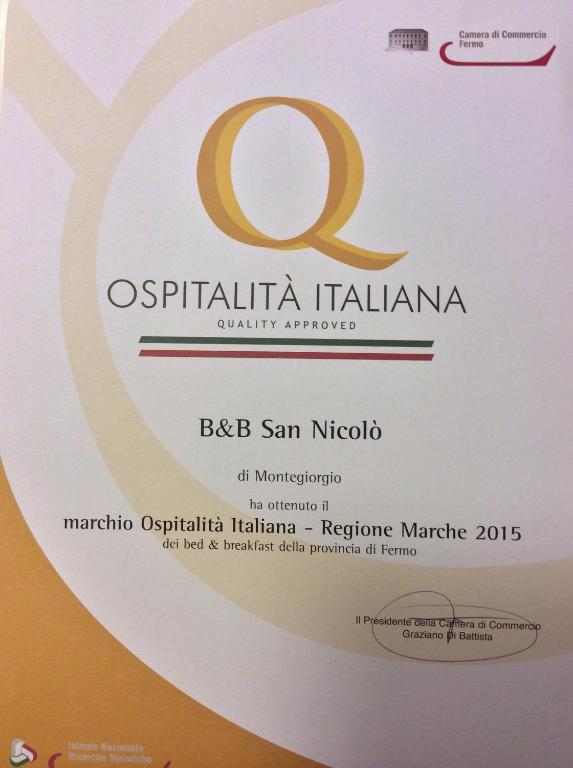 Camera di Commercio
Fermo
Q
OSPITALITÀ ITALIANA
QUALITY APPROVED
B&B San Nicolò
di Montegiorgio
ha ottenuto il
marchio Ospitalità Italiana - Regione Marche 2015
dei bed & breakfast della provincia di Fermo
Il Presidente della Camera di Commercio
Graziano Di Battista
Istituto Nazionale
Ricerche Turistiche